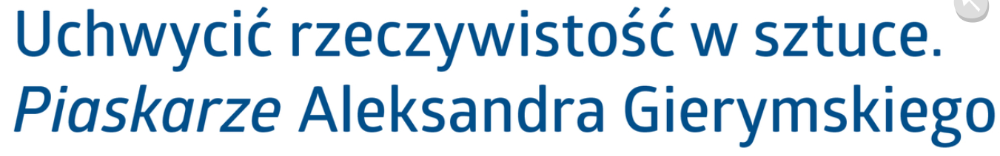 Uchwycić rzeczywistość w sztuce.
Piaskarze Aleksandra Gierymskiego